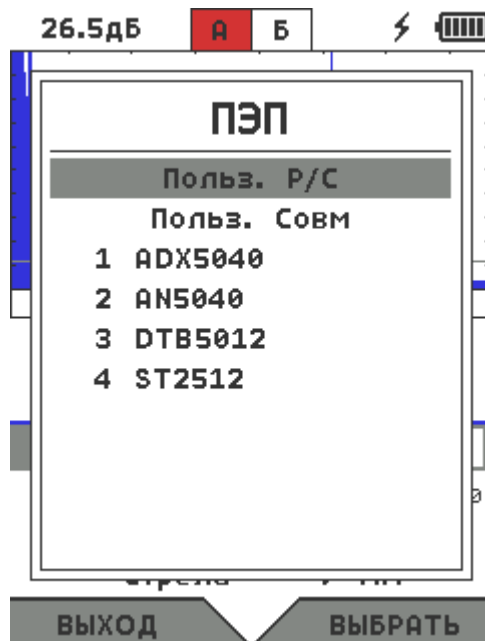 26.5дБ А Б
ПЭП
Польз. Р/С
Польз. Совм
1 ADX5040
2 AN5040
3 DTB5012
4 ST2512
ВЫХОД ВЫБРАТЬ